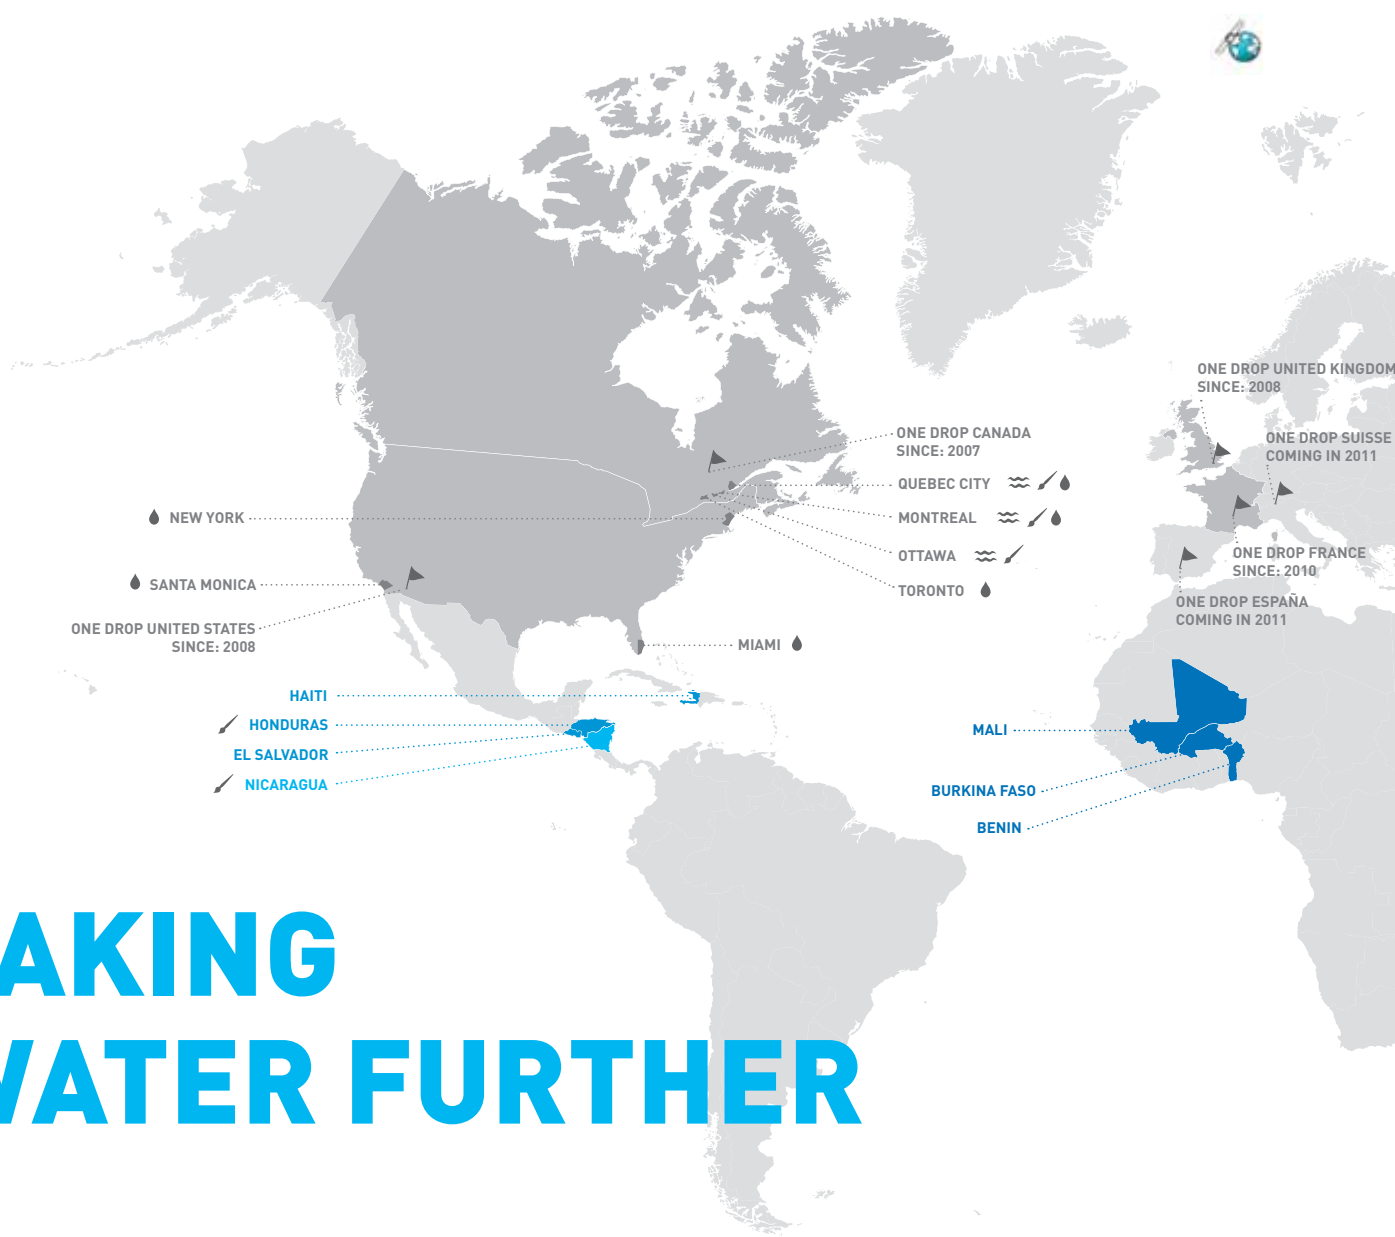 ONE DROP UNITED KINGDOM
SINCE: 2008
ONE DROP CANADA
SINCE: 2007
ONE DROP SUISSE
COMING IN 2011
QUEBEC CITY
NEW YORK
MONTREAL
OTTAWA
ONE DROP FRANCE
SINCE: 2010
SANTA MONICA
TORONTO
ONE DROP ESPAÑA
COMING IN 2011
ONE DROP UNITED STATES
SINCE: 2008
MIAMI
HAITI
HONDURAS
MALI
EL SALVADOR
NICARAGUA
BURKINA FASO
BENIN
AKING
WATER FURTHER